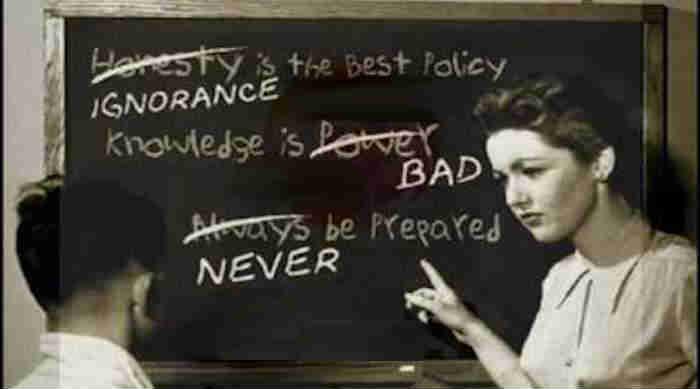 Honesty is the Best Policy
IGNORANCE
Knowledge is Power
BAD
Always be Prepared
NEVER